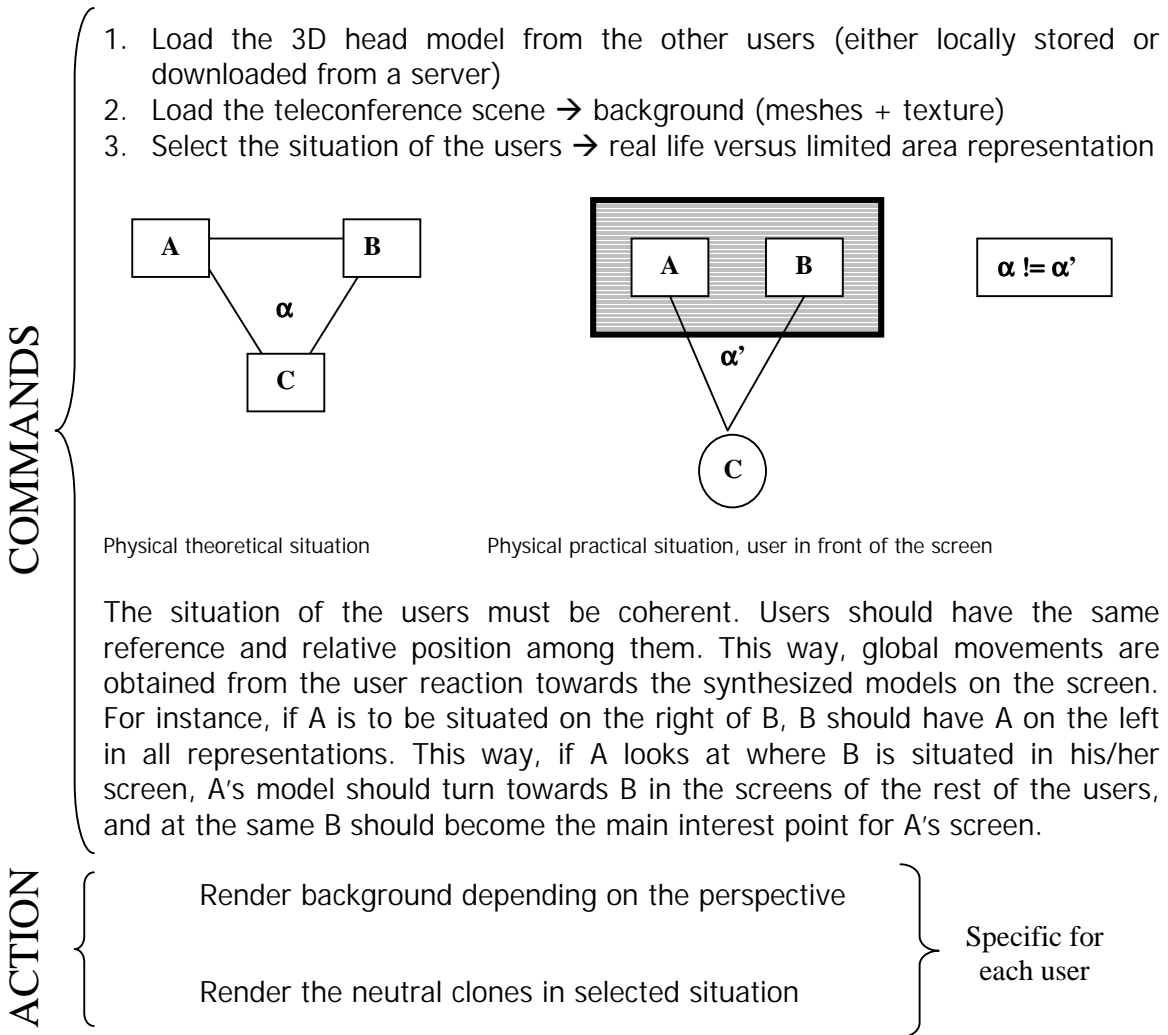 1. Load the 3D head model from the other users (either locally stored or
downloaded from a server)
2. Load the teleconference scene → background (meshes + texture)
3. Select the situation of the users → real life versus limited area representation
A
B
α
C
A
B
α’
C
α != α’
COMMANDS
Physical theoretical situation
Physical practical situation, user in front of the screen
The situation of the users must be coherent. Users should have the same
reference and relative position among them. This way, global movements are
obtained from the user reaction towards the synthesized models on the screen.
For instance, if A is to be situated on the right of B, B should have A on the left
in all representations. This way, if A looks at where B is situated in his/her
screen, A’s model should turn towards B in the screens of the rest of the users,
and at the same B should become the main interest point for A’s screen.
ACTION
Render background depending on the perspective
Render the neutral clones in selected situation
Specific for
each user